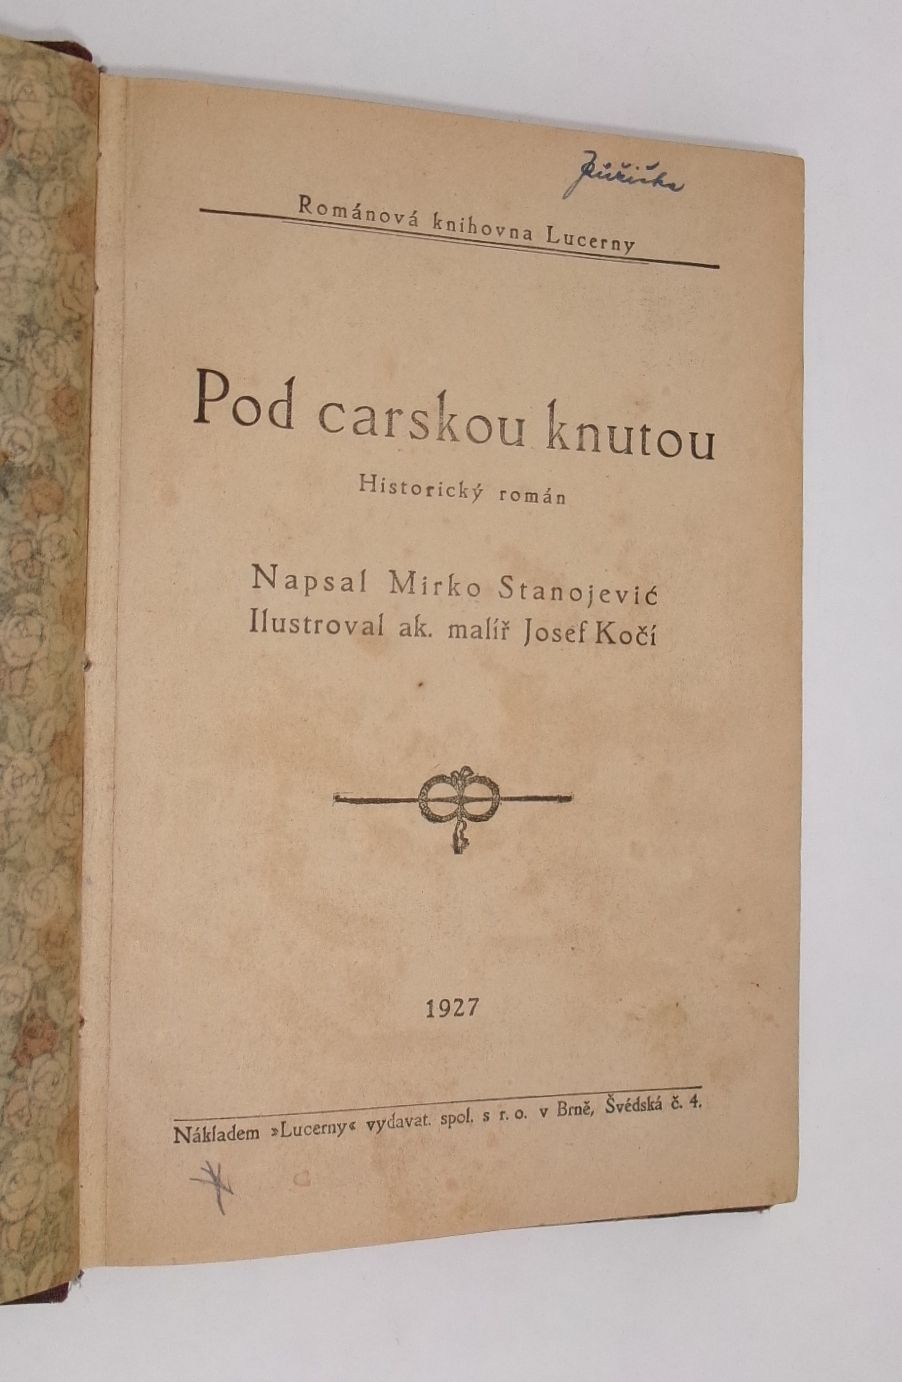 Románová knihovna Lucerny
Pod carskou knutou
Historický román
Napsal Mirko Stanojević
Ilustroval ak. malíř Josef Kočí
1927
Nákladem »Lucerny« vydavat. spol. s r. o. v Brně, Švédská č. 4.